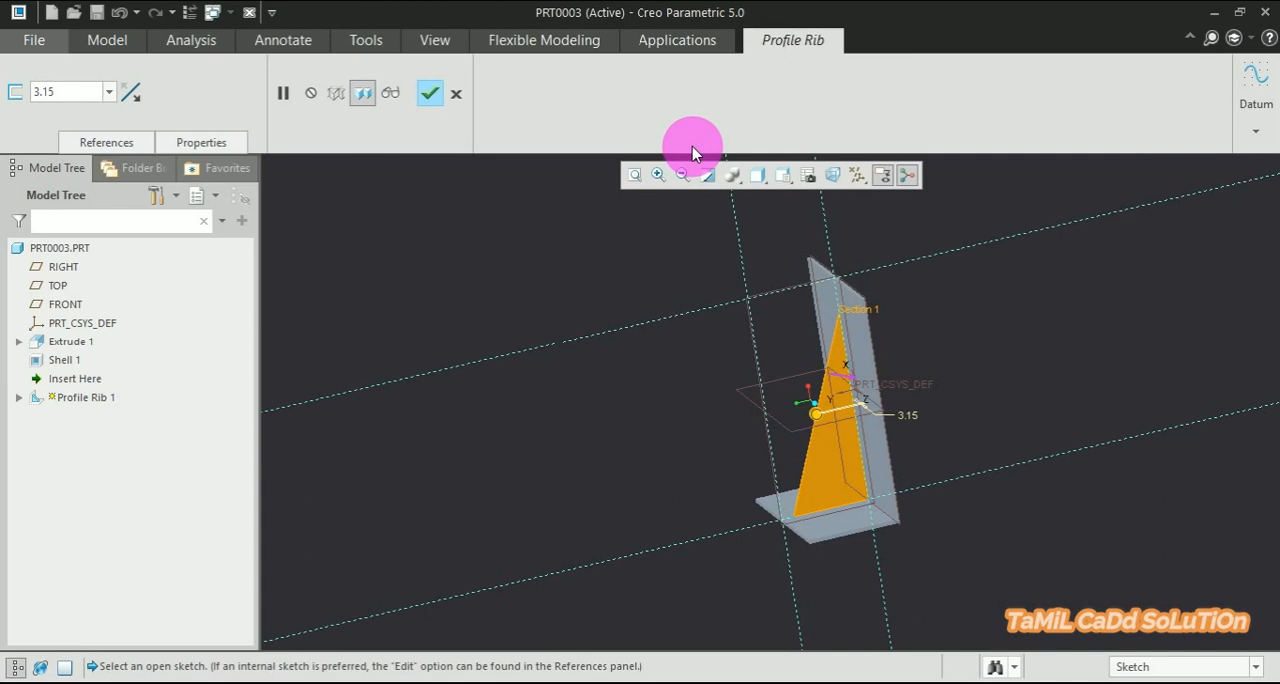 PRT0003 (Active) - Creo Parametric 5.0
File
Model
Analysis
Annotate
Tools
View
Flexible Modeling
Applications
Profile Rib
3.15
References
Properties
Datum
Model Tree
Folder B
Favorites
Model Tree
PRT0003.PRT
RIGHT
TOP
FRONT
PRT_CSYS_DEF
Extrude 1
Shell 1
Insert Here
Profile Rib 1
Section 1
X
PRT_CSYS_DEF
Y
Z
3.15
TaMiL CaDd SoLuTiOn
Select an open sketch. (If an internal sketch is preferred, the "Edit" option can be found in the References panel.)
Sketch